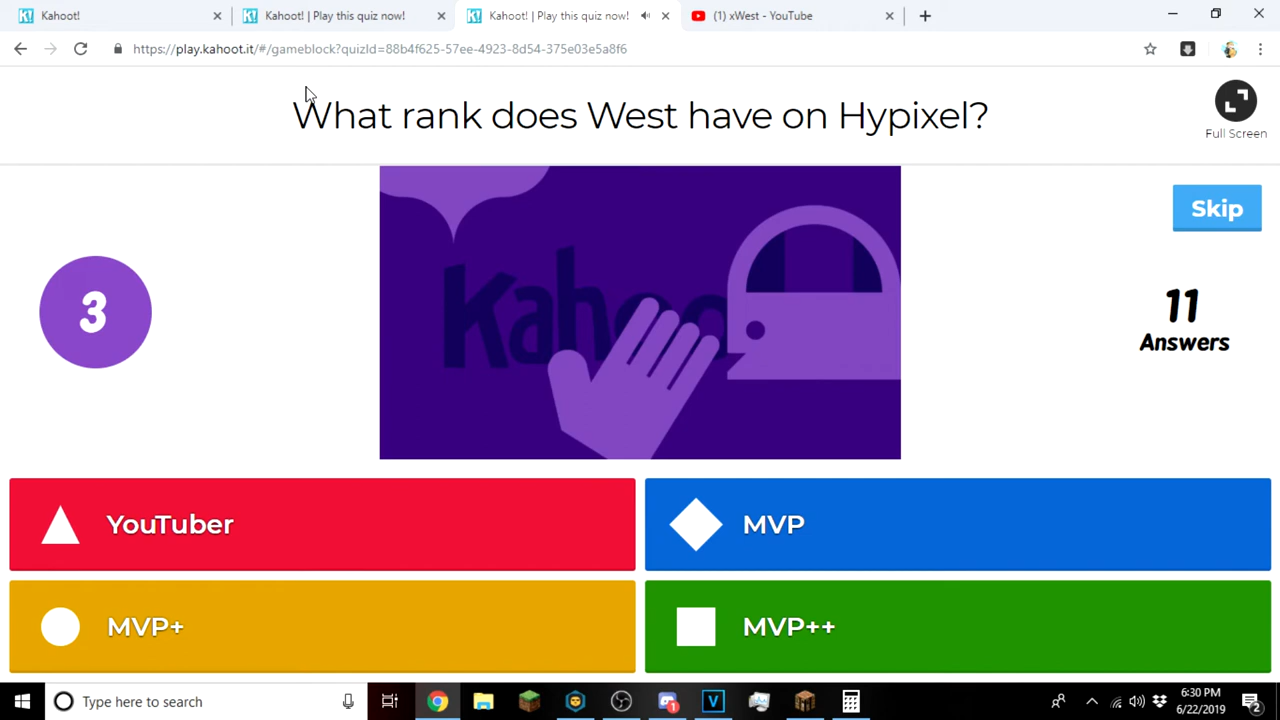 Kahoot!
Kahoot! | Play this quiz now!
Kahoot! | Play this quiz now!
(1) xWest - YouTube
https://play.kahoot.it/#/gameblock?quizId=88b4f625-57ee-4923-8d54-375e03e5a8f6
What rank does West have on Hypixel?
Full Screen
Skip
3
Kahoo
11
Answers
YouTuber
MVP
MVP+
MVP++
Type here to search
6:30 PM
6/22/2019